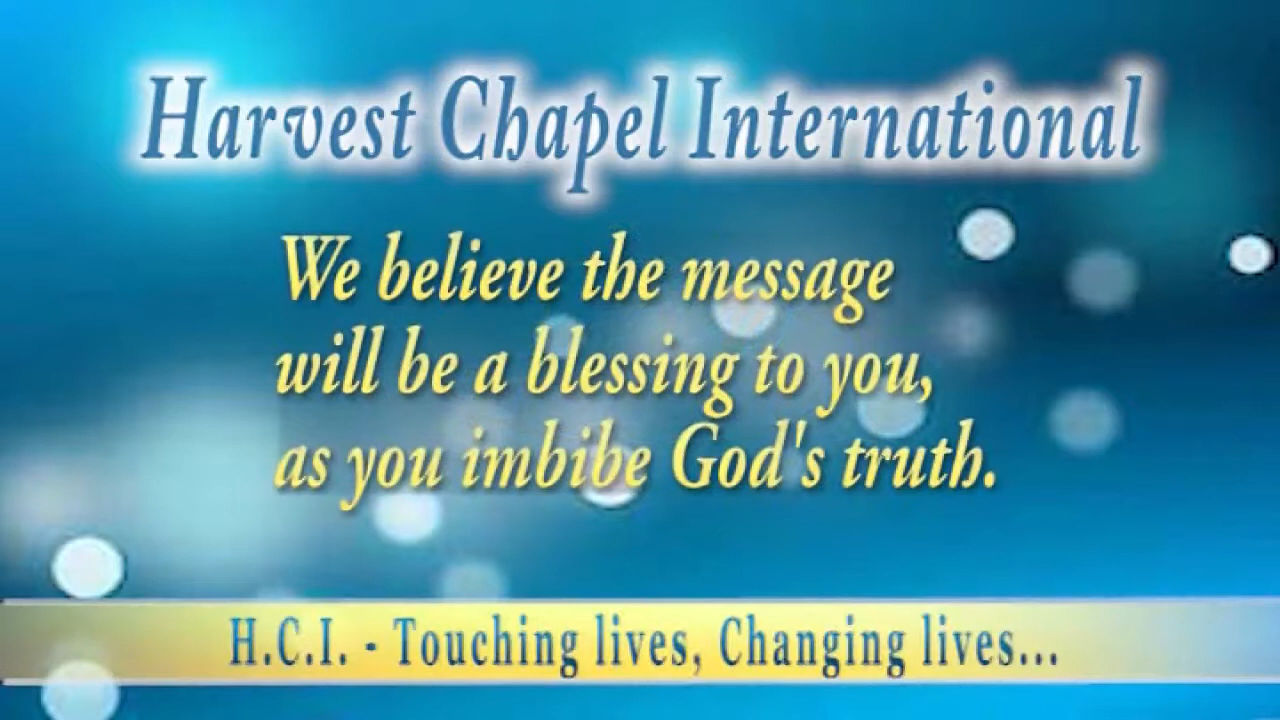 Harvest Chapel International
We believe the message
will be a blessing to you,
as you imbibe God's truth.
H.C.I. - Touching lives, Changing lives...